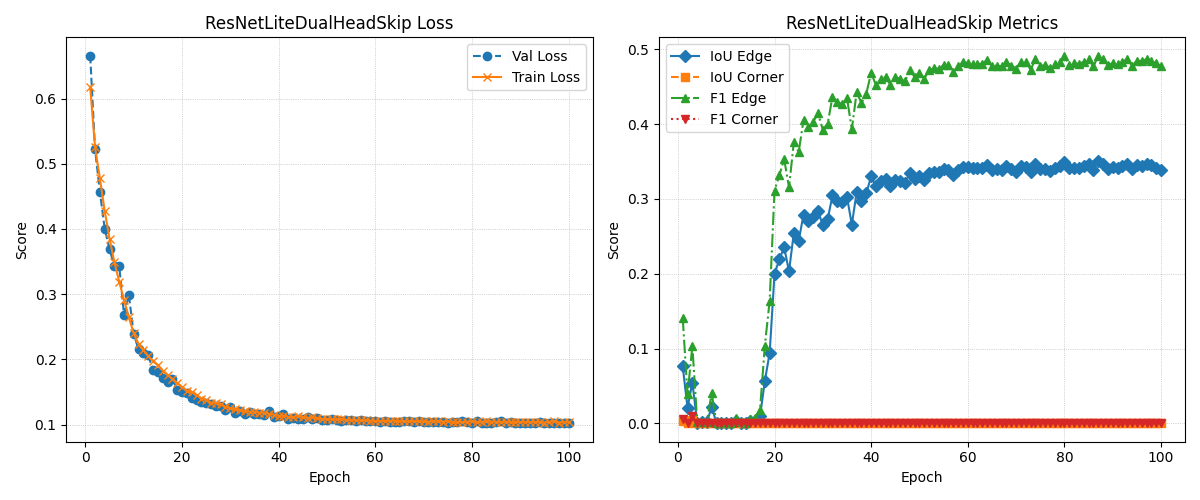 ResNetLiteDualHeadSkip Loss
Val Loss
Train Loss
Score
0.6
0.5
0.4
0.3
0.2
0.1
0 20 40 60 80 100
Epoch
ResNetLiteDualHeadSkip Metrics
IoU Edge
IoU Corner
F1 Edge
F1 Corner
Score
0.5
0.4
0.3
0.2
0.1
0.0
0 20 40 60 80 100
Epoch